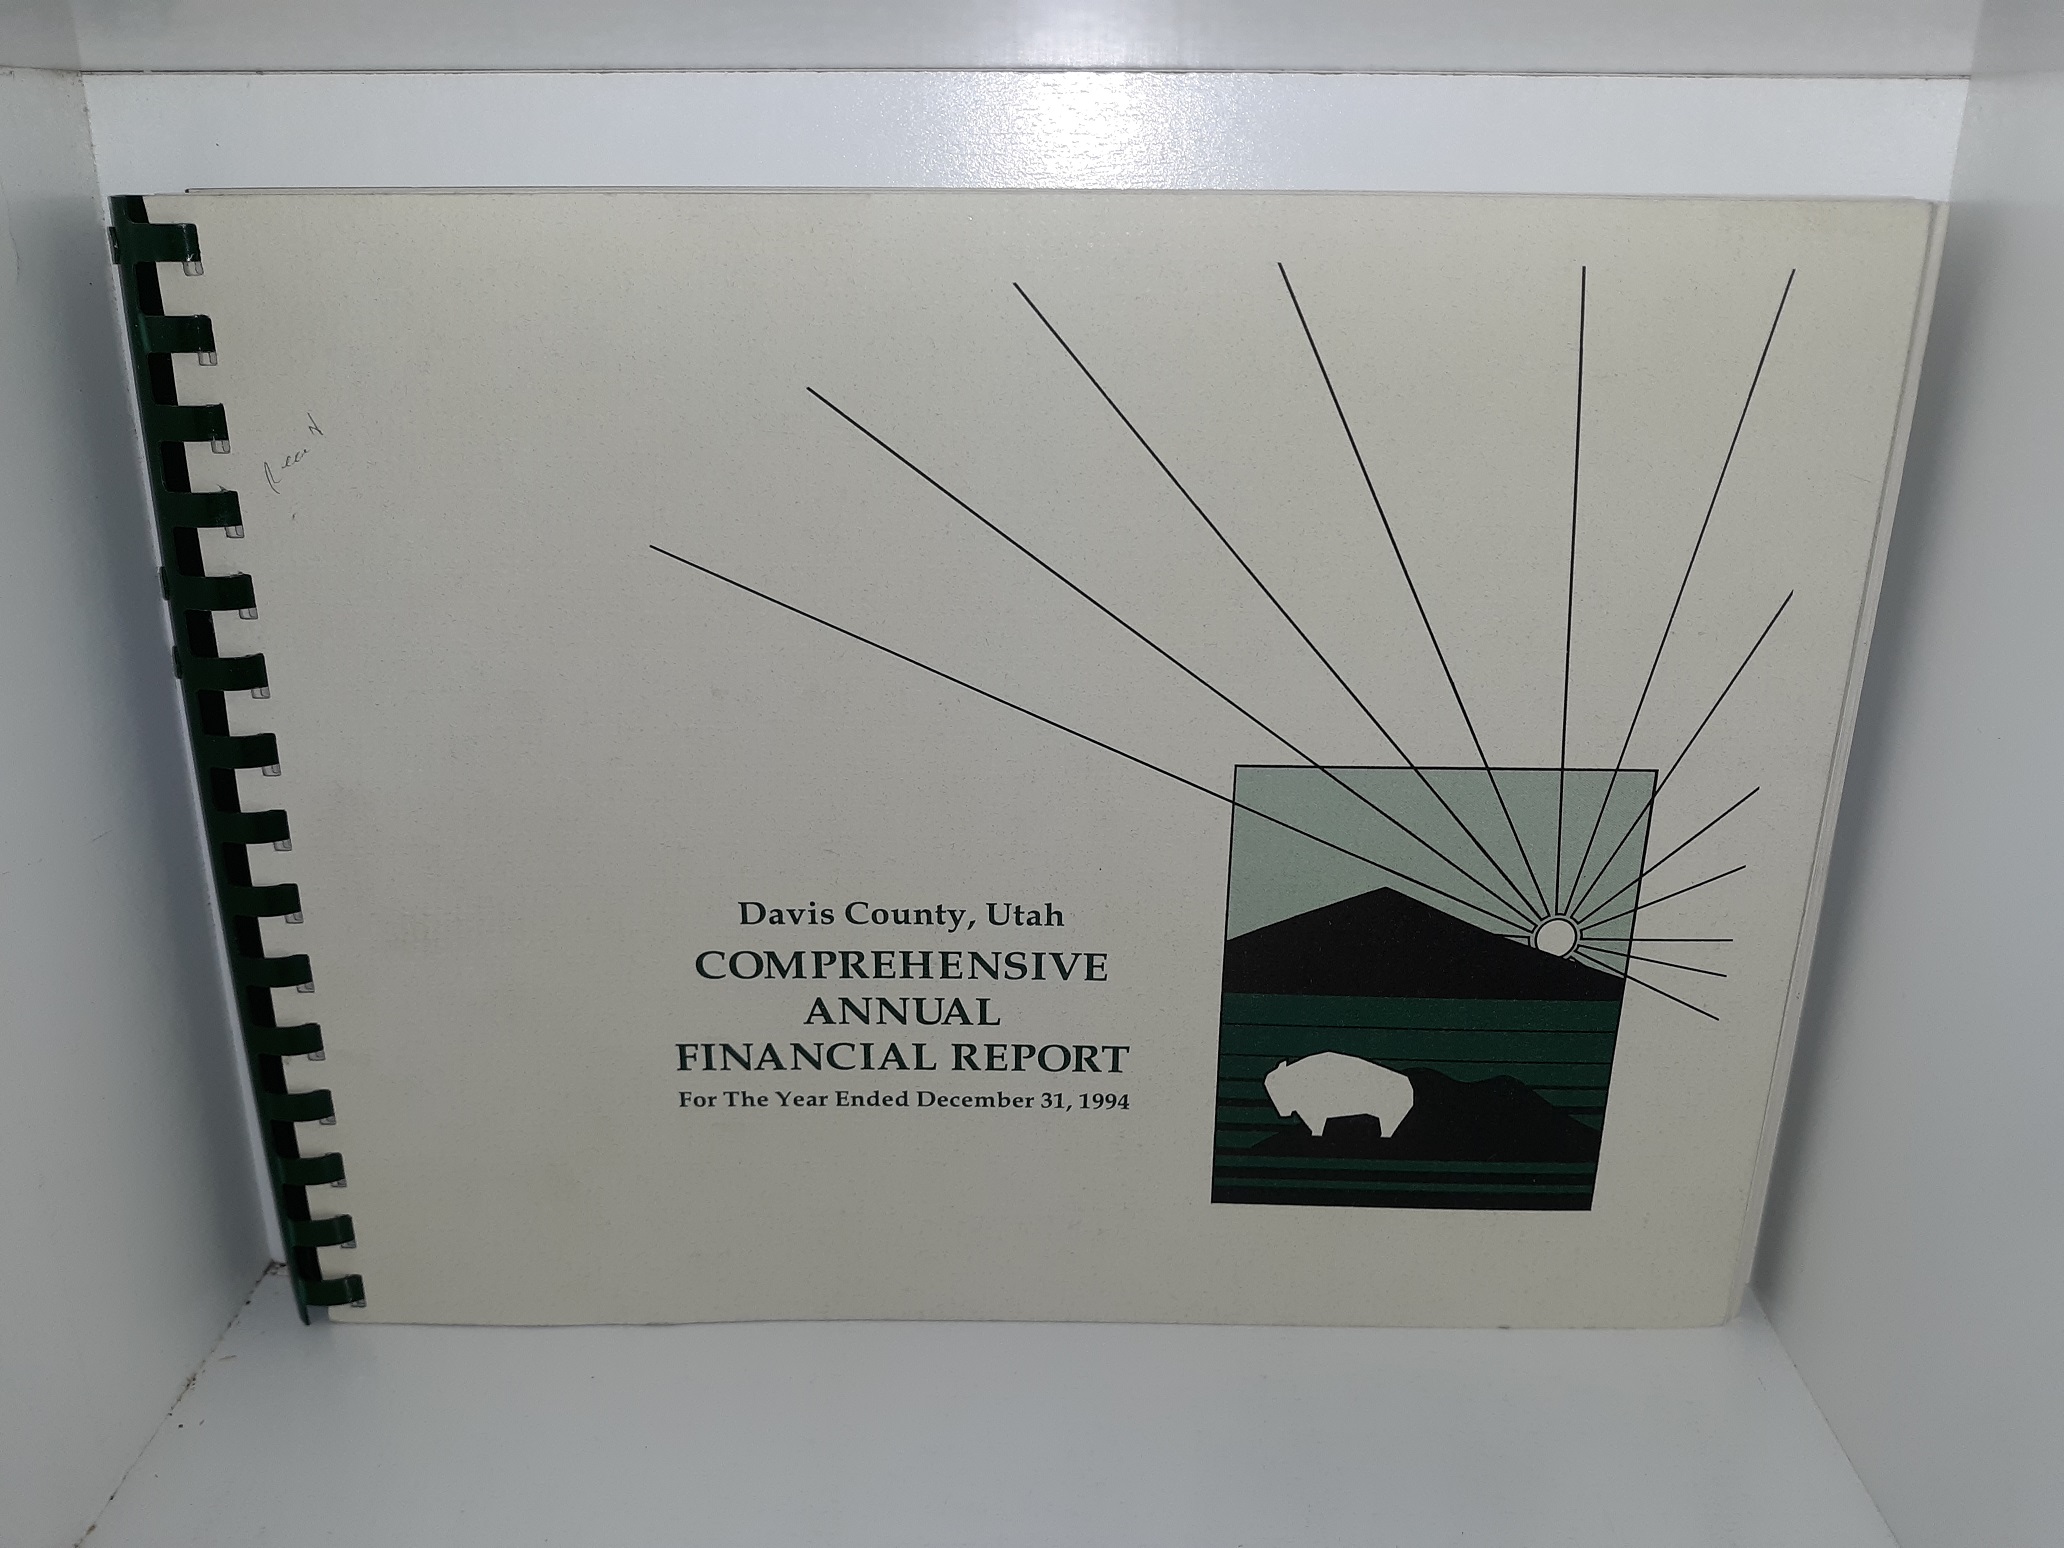 Davis County, Utah
COMPREHENSIVE
ANNUAL
FINANCIAL REPORT
For The Year Ended December 31, 1994